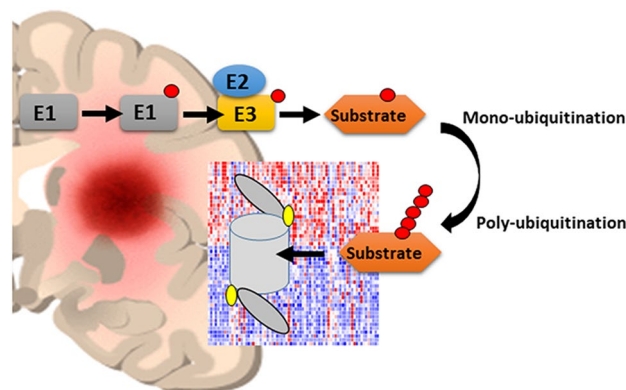 E2
E1
E1
E3
Substrate
Mono-ubiquitination
Poly-ubiquitination
Substrate